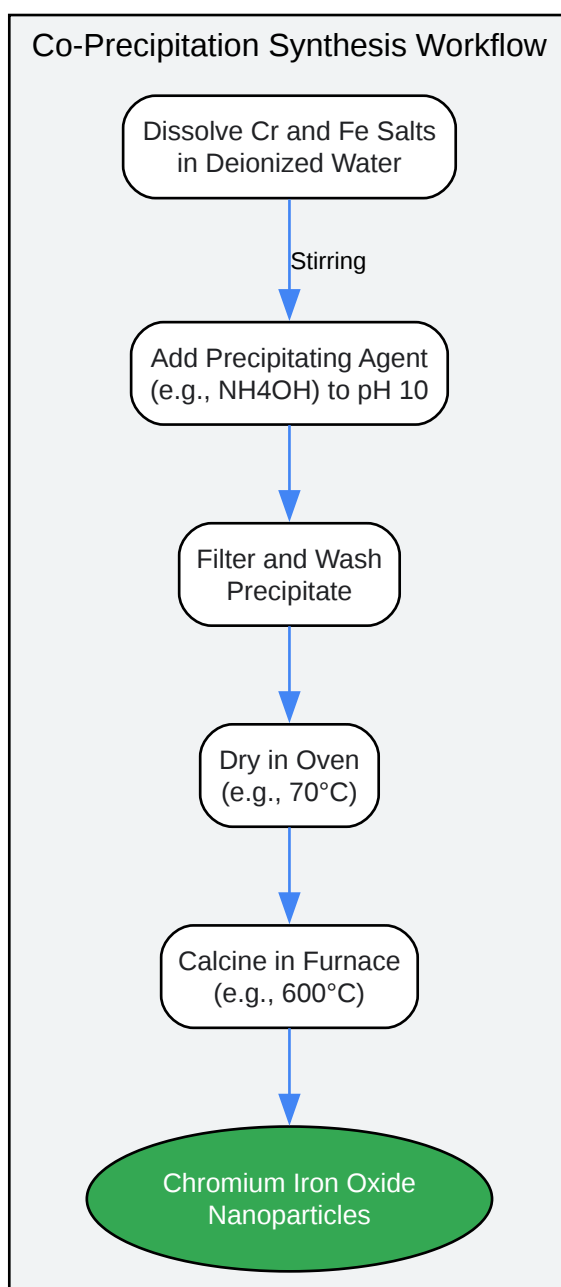 Co-Precipitation Synthesis Workflow
Dissolve Cr and Fe Salts
in Deionized Water
Stirring
Add Precipitating Agent
(e.g., NH4OH) to pH 10
Filter and Wash
Precipitate
Dry in Oven
(e.g., 70°C)
Calcine in Furnace
(e.g., 600°C)
Chromium Iron Oxide
Nanoparticles